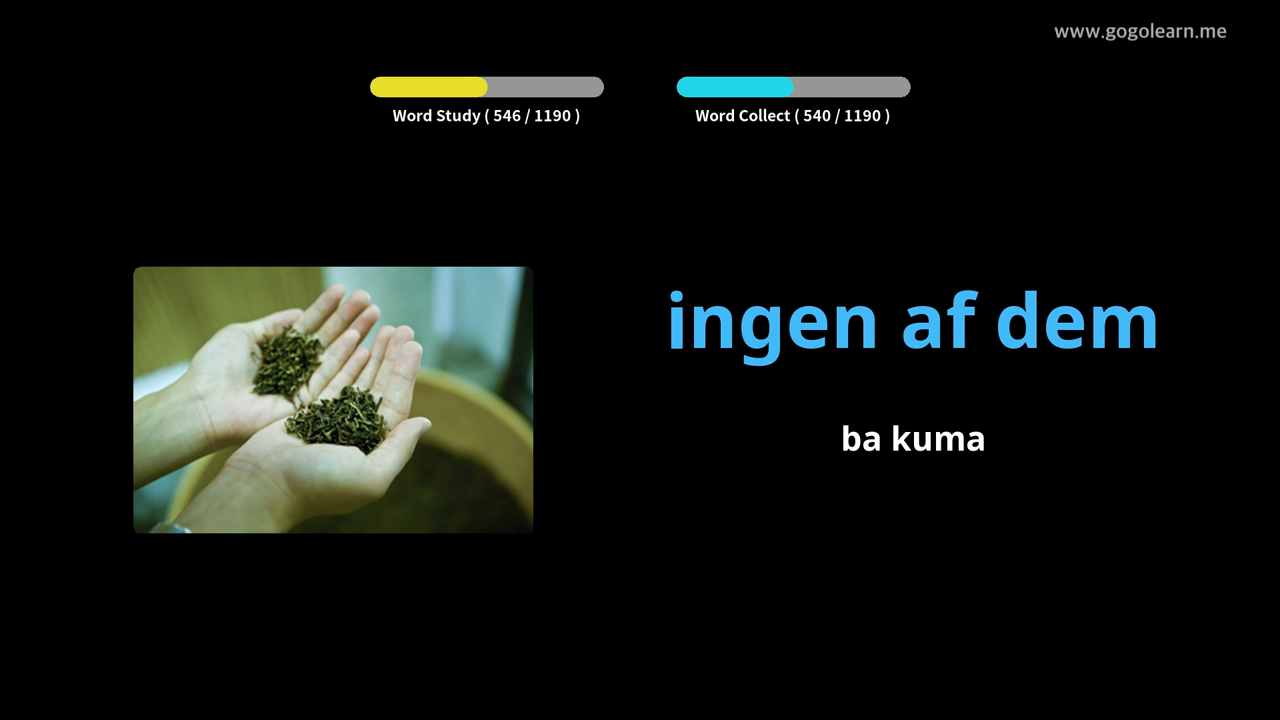 www.gogolearn.me
Word Study ( 546 / 1190 )
Word Collect ( 540 / 1190 )
ingen af dem
ba kuma